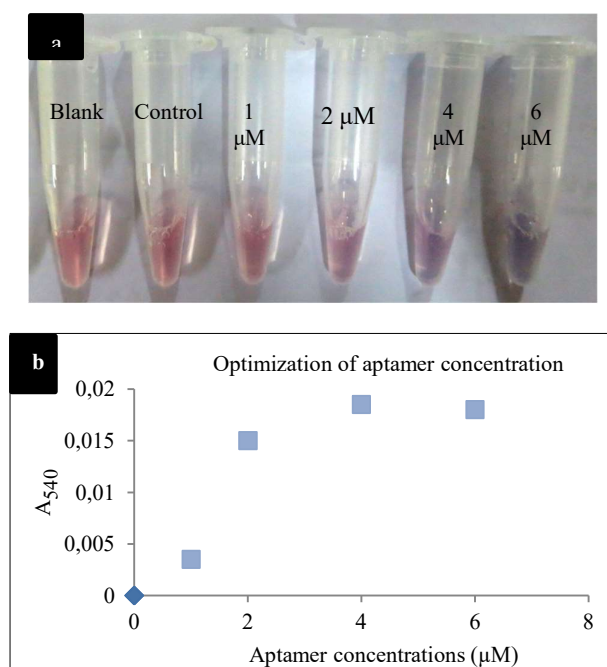 a
Blank Control 1 μM 2 μM 4 μM 6 μM
b
Optimization of aptamer concentration
0,02
0,015
0,01
0,005
0
A540
0 2 4 6 8
Aptamer concentrations (μM)